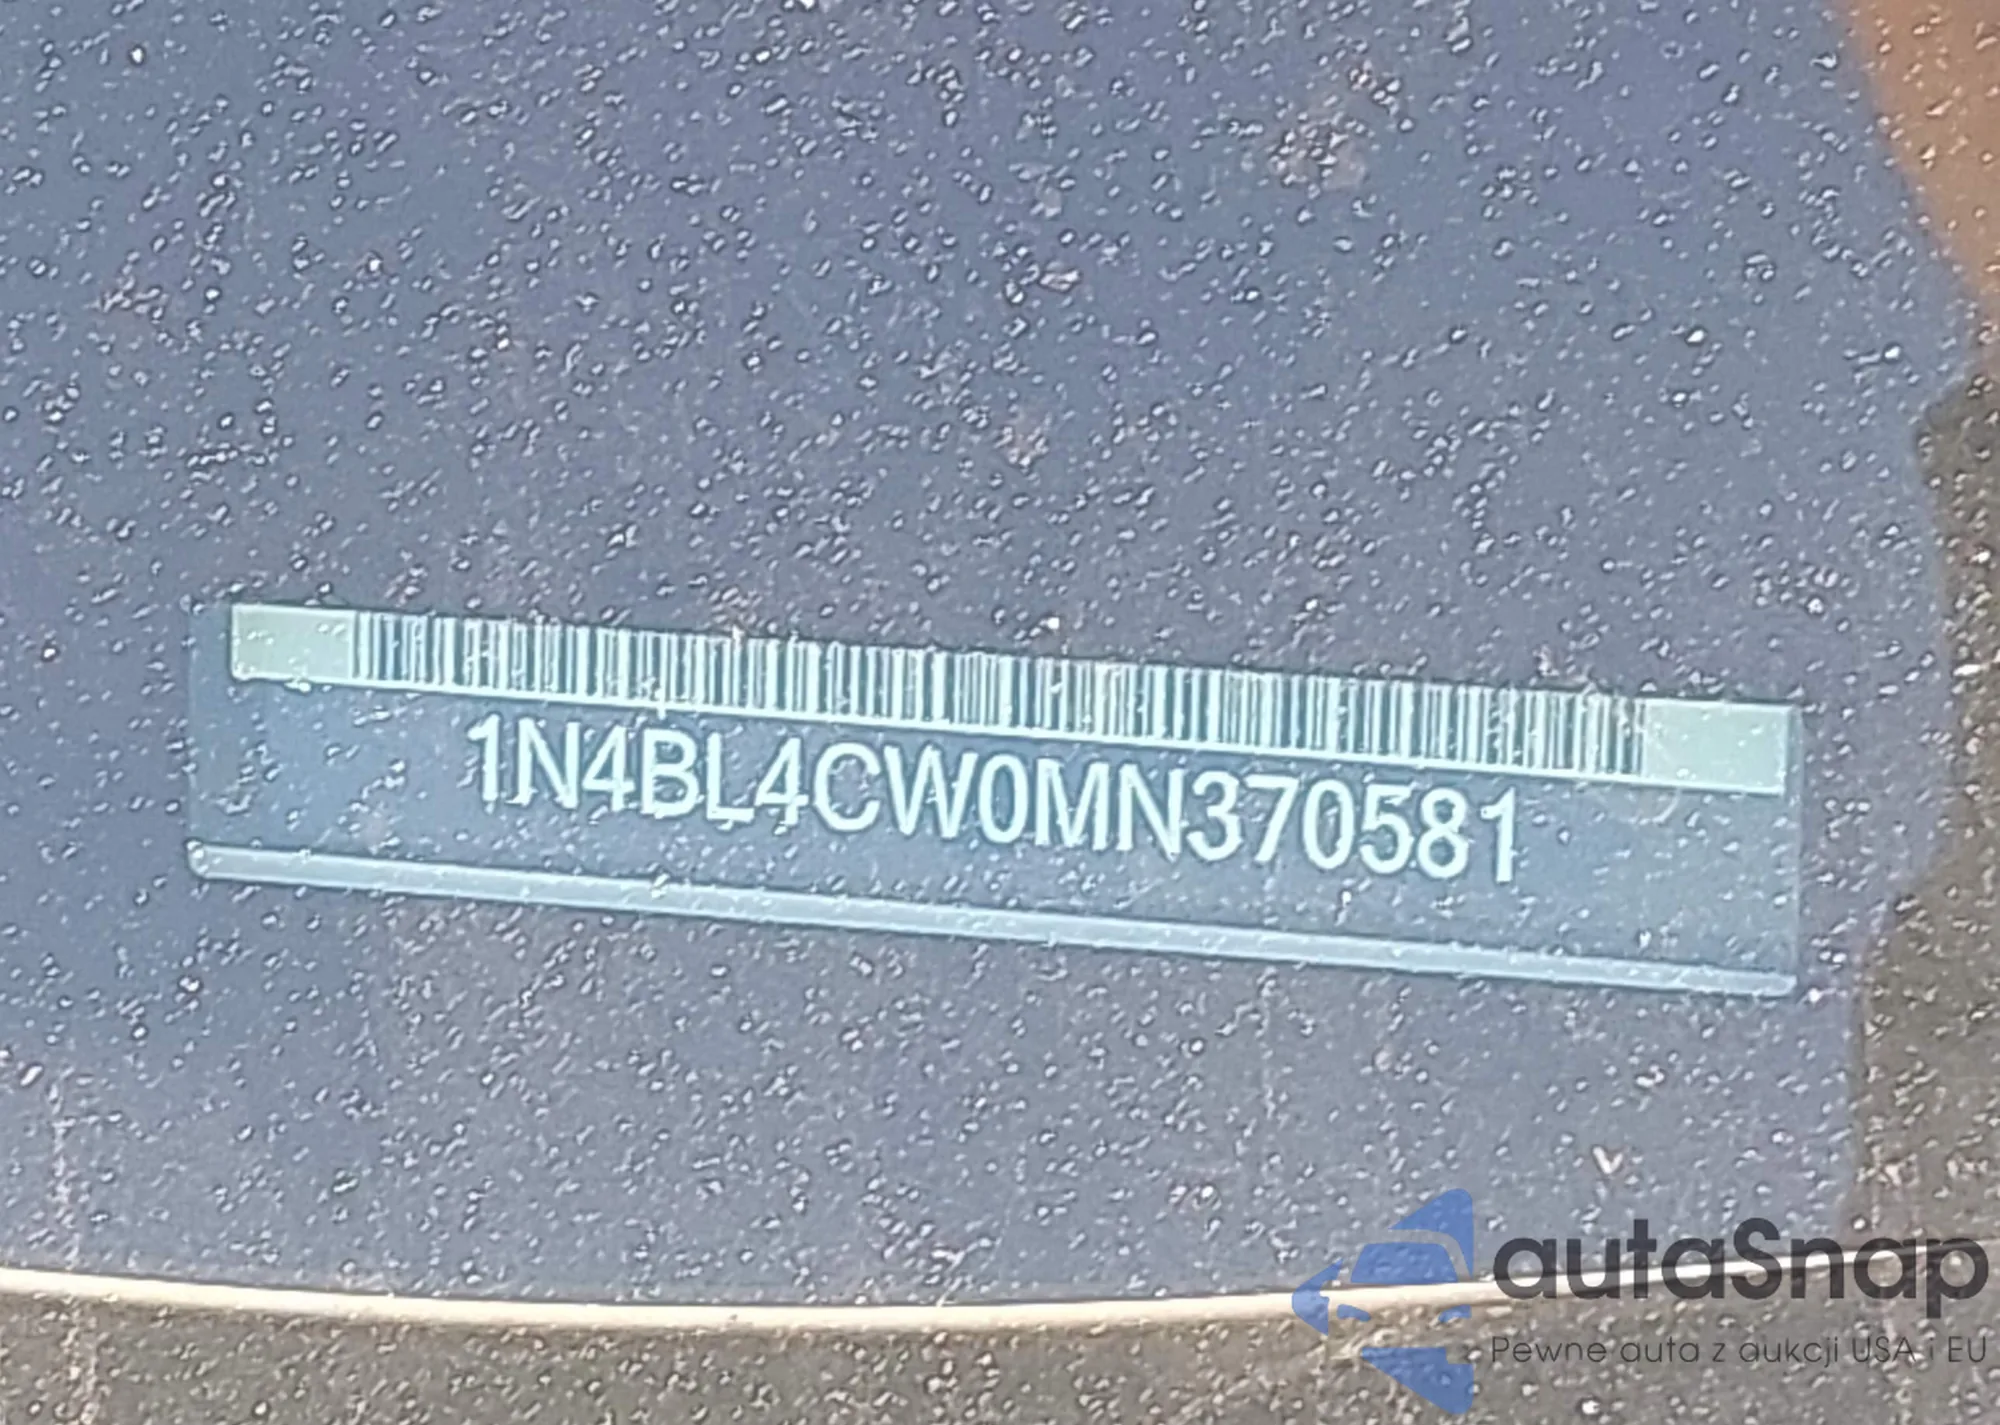 1N4BL4CW0MN370581
autaSnap
Pewne auta z aukcji USA i EU